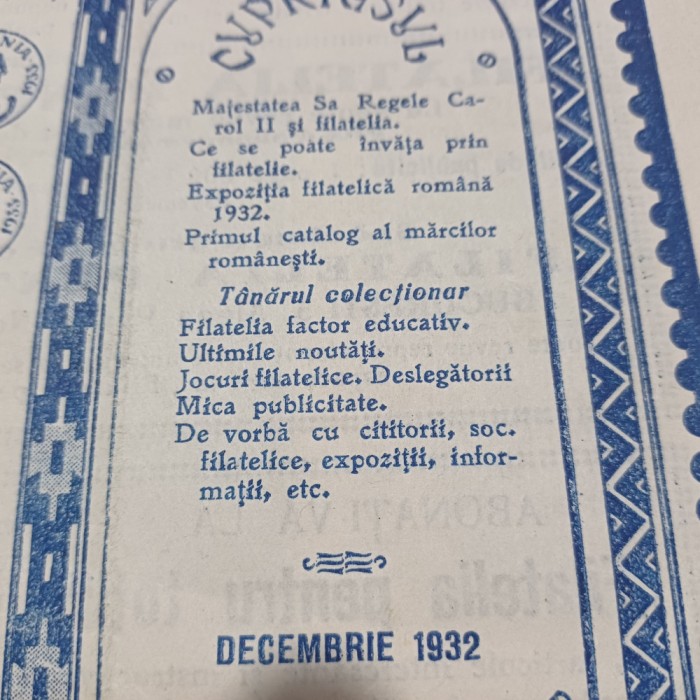 CUPRINSUL
Majestatea Sa Regele Ca-
rol II și filatelia.
Ce se poate învăța prin
filatelie.
Expoziția filatelică română
1932.
Primul catalog al mărcilor
românești.
Tânărul colecționar
Filatelia factor educativ.
Ultimile noutăți.
Jocuri filatelice. Deslegătorii
Mica publicitate.
De vorbă cu cititorii, soc.
filatelice, expoziții, infor-
mații, etc.
DECEMBRIE 1932